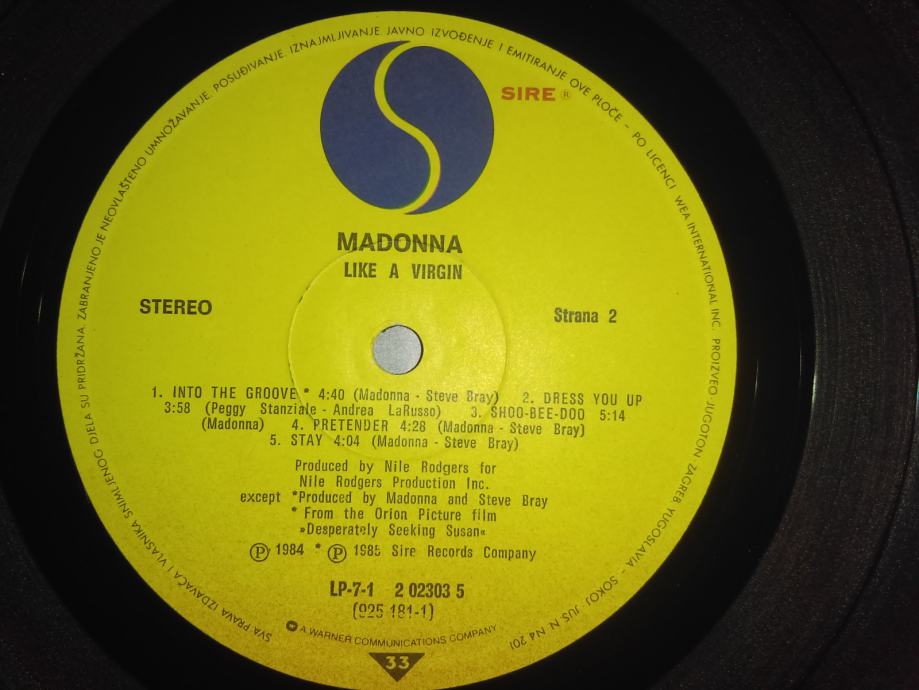 SVA PRAVA IZDAVAČA I VLASNIKA SNIMLJENOG DJELA SU PRIDRŽANA. ZABRANJENO JE NEOVLAŠTENO UMNOŽAVANJE. POSUĐIVANJE. IZNAJMLJIVANJE. JAVNO IZVOĐENJE I EMITIRANJE OVE PLOČE – PO LICENCI WEA INTERNATIONAL INC. PROIZVEO JUGOTON ZAGREB YUGOSLAVIA - SOKOJ JUS N. N4 201
SIRE ®
MADONNA
LIKE A VIRGIN
STEREO
Strana 2
1. INTO THE GROOVE * 4:40 (Madonna - Steve Bray) 2. DRESS YOU UP
3:58 (Peggy Stanziale - Andrea LaRusso) 3. SHOO-BEE-DOO 5:14
(Madonna) 4. PRETENDER 4:28 (Madonna - Steve Bray)
5. STAY 4:04 (Madonna - Steve Bray)
Produced by Nile Rodgers for
Nile Rodgers Production Inc.
except *Produced by Madonna and Steve Bray
* From the Orion Picture film
»Desperately Seeking Susan«
℗ 1984 * ℗ 1985 Sire Records Company
LP-7-1 2 02303 5
(925 181-1)
A WARNER COMMUNICATIONS COMPANY
33